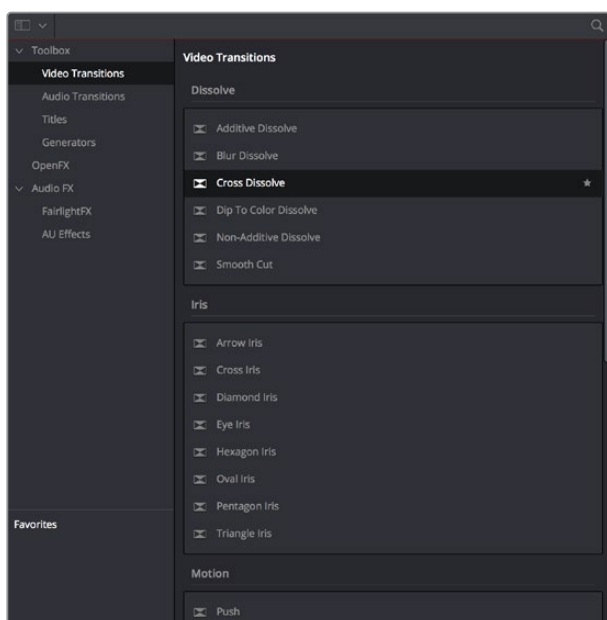 Toolbox
Video Transitions
Audio Transitions
Titles
Generators
OpenFX
Audio FX
FairlightFX
AU Effects
Favorites
Video Transitions
Dissolve
Additive Dissolve
Blur Dissolve
Cross Dissolve
Dip To Color Dissolve
Non-Additive Dissolve
Smooth Cut
Iris
Arrow Iris
Cross Iris
Diamond Iris
Eye Iris
Hexagon Iris
Oval Iris
Pentagon Iris
Triangle Iris
Motion
Push